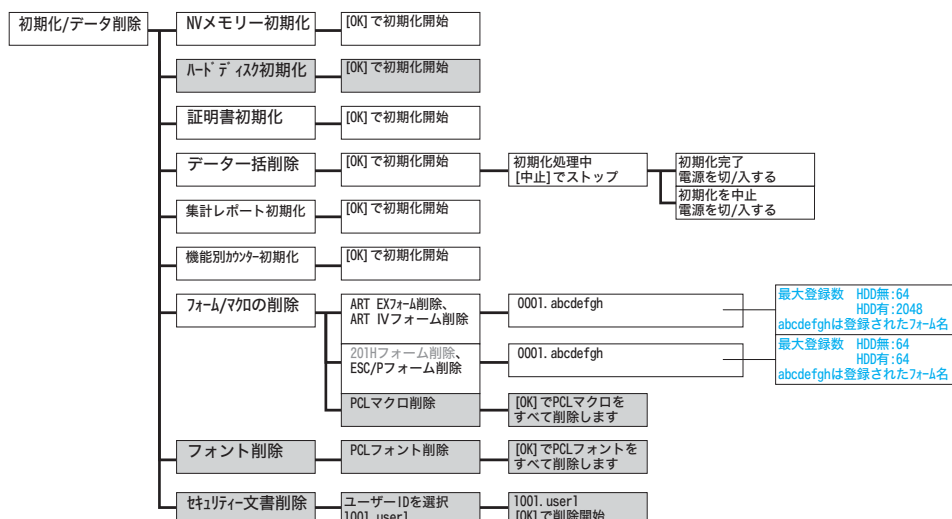 初期化/データ削除
NVメモリー初期化
[OK]で初期化開始
ハードディスク初期化
[OK]で初期化開始
証明書初期化
[OK]で初期化開始
データ一括削除
[OK]で初期化開始
初期化処理中
[中止]でストップ
初期化完了
電源を切/入する
初期化を中止
電源を切/入する
集計レポート初期化
[OK]で初期化開始
機能別カウンター初期化
[OK]で初期化開始
フォーム/マクロの削除
ART EXフォーム削除、
ART IVフォーム削除
0001.abcdefgh
最大登録数 HDD無:64
HDD有:2048
abcdefghは登録されたフォーム名
201Hフォーム削除、
ESC/Pフォーム削除
0001.abcdefgh
最大登録数 HDD無:64
HDD有:64
abcdefghは登録されたフォーム名
PCLマクロ削除
[OK]でPCLマクロを
すべて削除します
フォント削除
PCLフォント削除
[OK]でPCLフォントを
すべて削除します
セキュリティー文書削除
ユーザーIDを選択
1001.user1
1001.user1
[OK]で削除開始